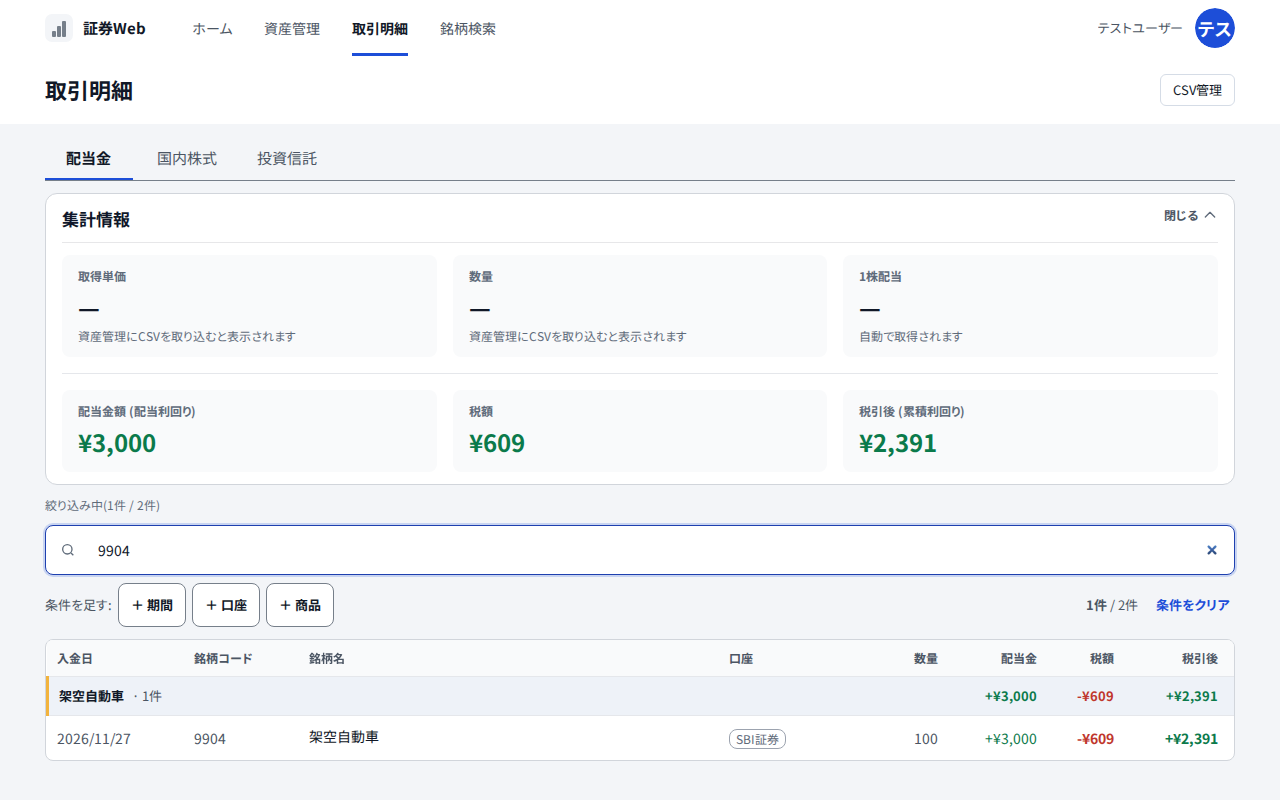 証券Web ホーム 資産管理 取引明細 銘柄検索 テストユーザー テス
取引明細 CSV管理
配当金 国内株式 投資信託
集計情報 閉じる
取得単価 数量 1株配当
— — —
資産管理にCSVを取り込むと表示されます 資産管理にCSVを取り込むと表示されます 自動で取得されます
配当金額 (配当利回り) 税額 税引後 (累積利回り)
¥3,000 ¥609 ¥2,391
絞り込み中(1件 / 2件)
9904
条件を足す: + 期間 + 口座 + 商品 1件 / 2件 条件をクリア
入金日 銘柄コード 銘柄名 口座 数量 配当金 税額 税引後
架空自動車 · 1件 +¥3,000 -¥609 +¥2,391
2026/11/27 9904 架空自動車 SBI証券 100 +¥3,000 -¥609 +¥2,391